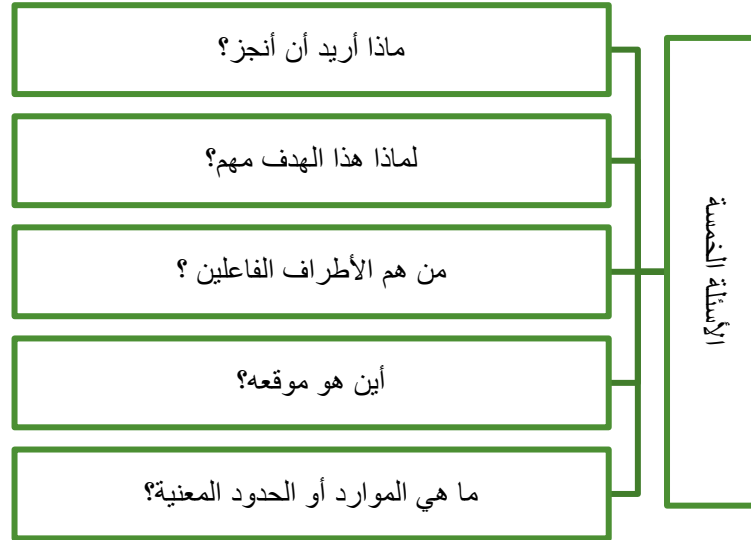 الأسئلة الخمسة
ماذا أريد أن أنجز؟
لماذا هذا الهدف مهم؟
من هم الأطراف الفاعلين ؟
أين هو موقعه؟
ما هي الموارد أو الحدود المعنية؟